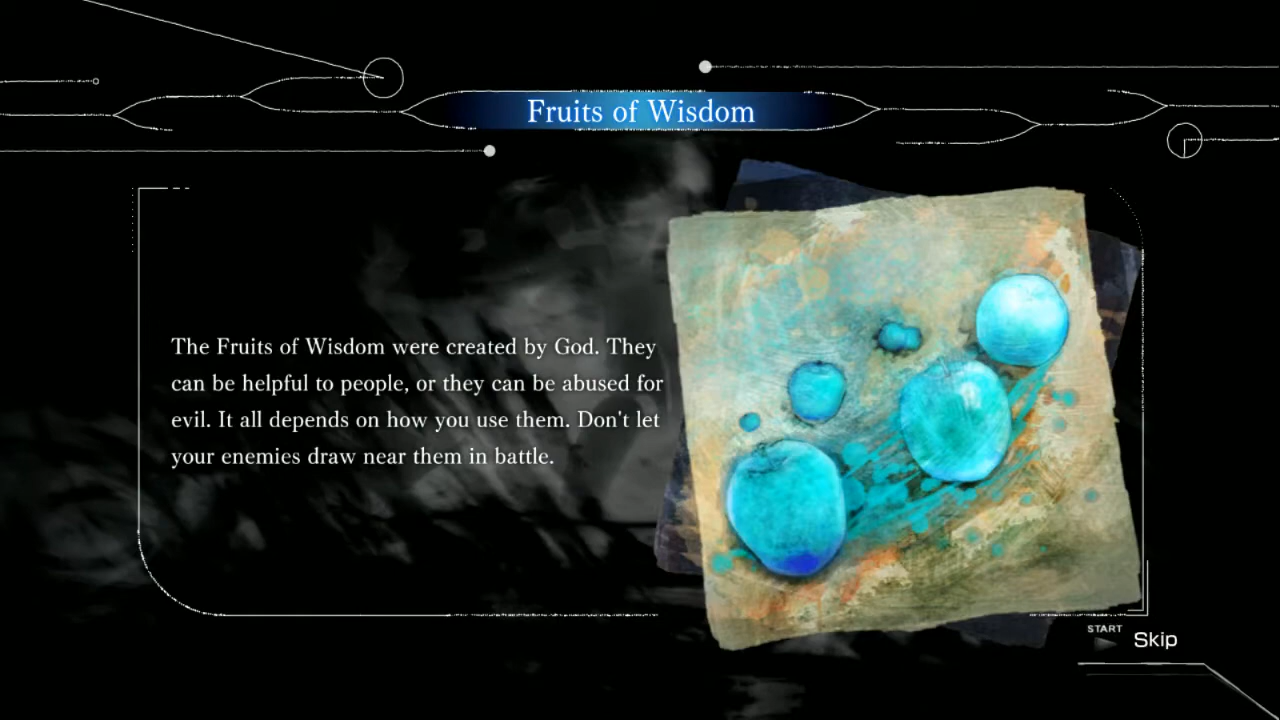 Fruits of Wisdom
The Fruits of Wisdom were created by God. They
can be helpful to people, or they can be abused for
evil. It all depends on how you use them. Don't let
your enemies draw near them in battle.
START
Skip